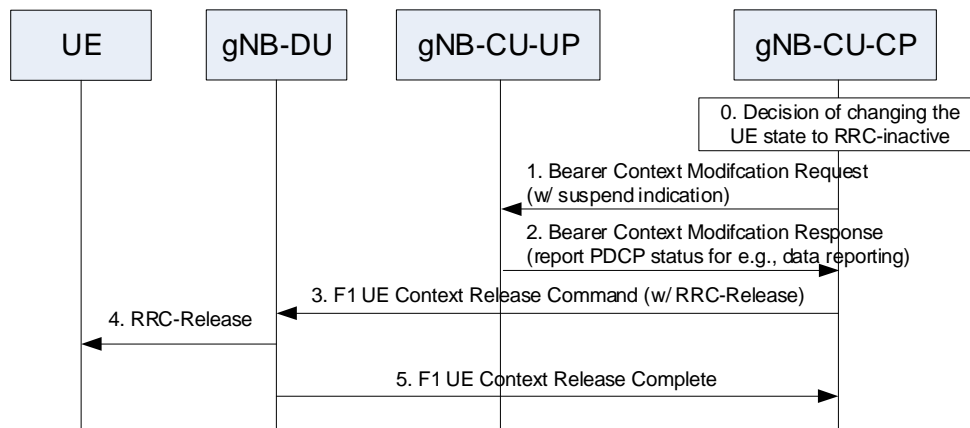 UE
gNB-DU
gNB-CU-UP
gNB-CU-CP
0. Decision of changing the
UE state to RRC-inactive
1. Bearer Context Modifcation Request
(w/ suspend indication)
2. Bearer Context Modifcation Response
(report PDCP status for e.g., data reporting)
3. F1 UE Context Release Command (w/ RRC-Release)
4. RRC-Release
5. F1 UE Context Release Complete